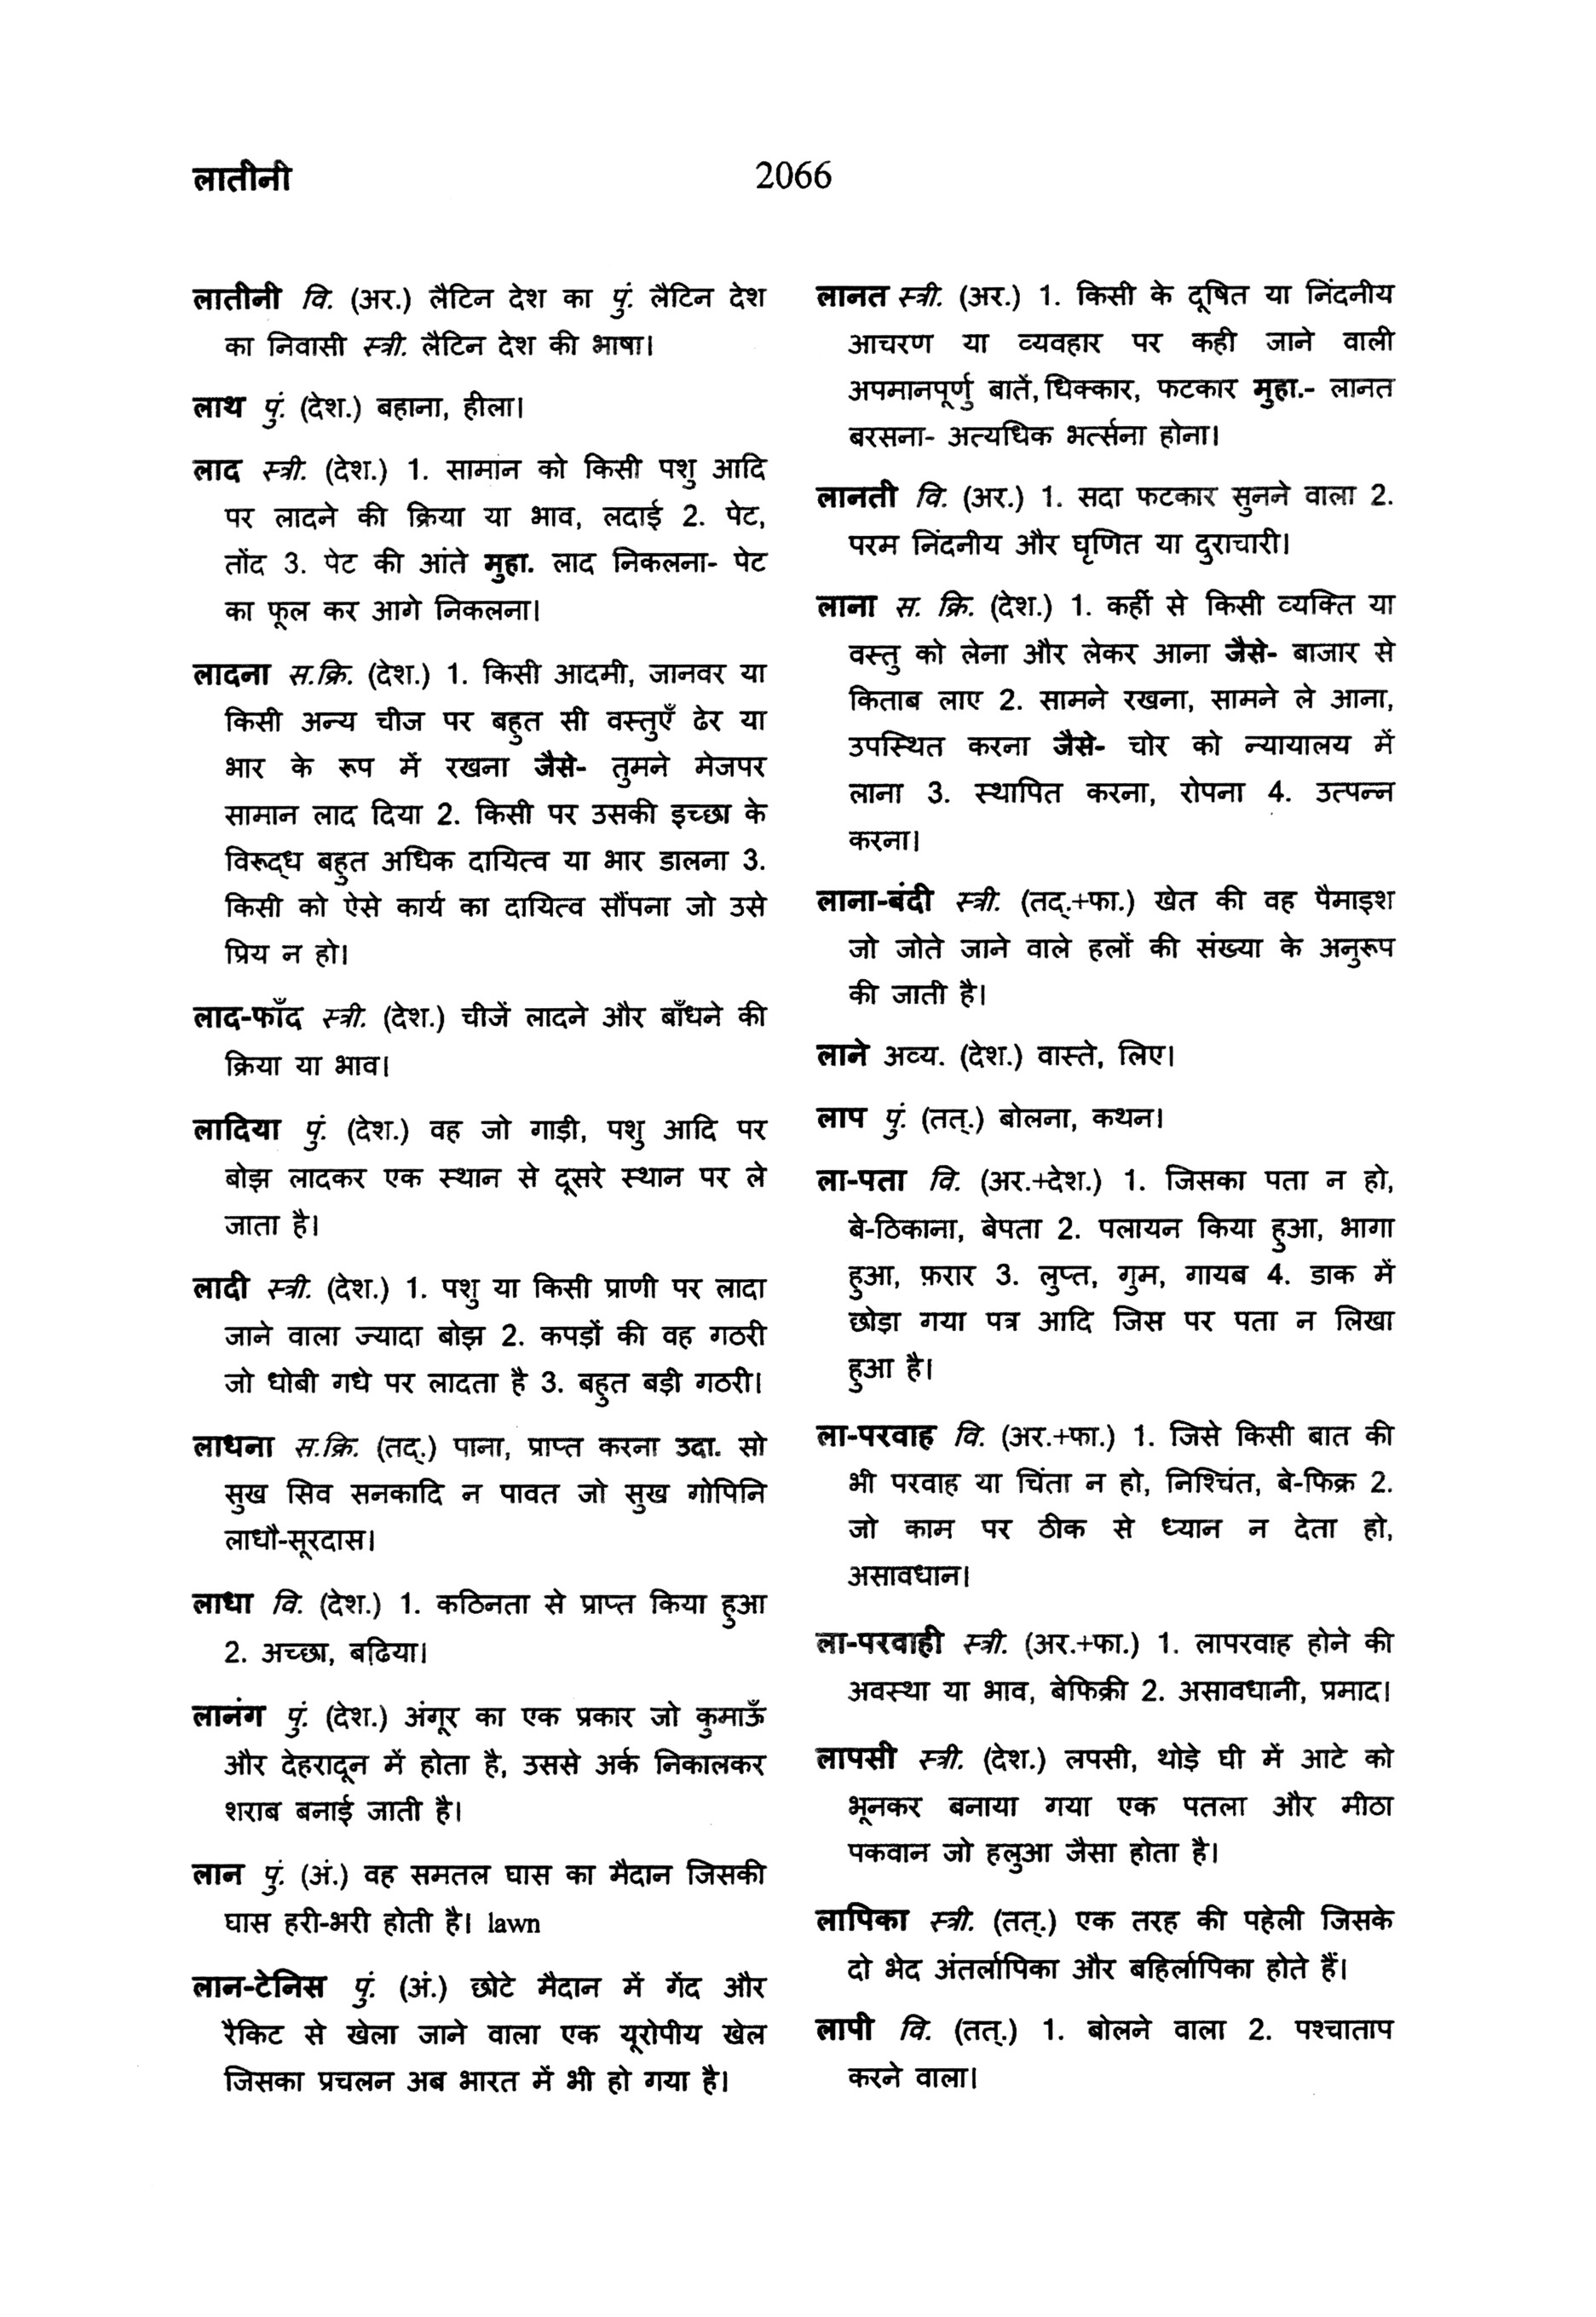 लातीनी
2066
लातीनी वि. (अर.) लैटिन देश का पुं. लैटिन देश
का निवासी स्त्री. लैटिन देश की भाषा।
लाथ पुं. (देश.) बहाना, हीला।
लाद स्त्री. (देश.) 1. सामान को किसी पशु आदि
पर लादने की क्रिया या भाव, लदाई 2. पेट,
तोंद 3. पेट की आंते मुहा. लाद निकलना- पेट
का फूल कर आगे निकलना।
लादना स.क्रि. (देश.) 1. किसी आदमी, जानवर या
किसी अन्य चीज पर बहुत सी वस्तुएँ ढेर या
भार के रूप में रखना जैसे- तुमने मेजपर
सामान लाद दिया 2. किसी पर उसकी इच्छा के
विरूद्ध बहुत अधिक दायित्व या भार डालना 3.
किसी को ऐसे कार्य का दायित्व सौंपना जो उसे
प्रिय न हो।
लाद-फाँद स्त्री. (देश.) चीजें लादने और बाँधने की
क्रिया या भाव।
लादिया पुं. (देश.) वह जो गाड़ी, पशु आदि पर
बोझ लादकर एक स्थान से दूसरे स्थान पर ले
जाता है।
लादी स्त्री. (देश.) 1. पशु या किसी प्राणी पर लादा
जाने वाला ज्यादा बोझ 2. कपड़ों की वह गठरी
जो धोबी गधे पर लादता है 3. बहुत बड़ी गठरी।
लाधना स.क्रि. (तद्.) पाना, प्राप्त करना उदा. सो
सुख सिव सनकादि न पावत जो सुख गोपिनि
लाधौ-सूरदास।
लाधा वि. (देश.) 1. कठिनता से प्राप्त किया हुआ
2. अच्छा, बढ़िया।
लानंग पुं. (देश.) अंगूर का एक प्रकार जो कुमाऊँ
और देहरादून में होता है, उससे अर्क निकालकर
शराब बनाई जाती है।
लान पुं. (अं.) वह समतल घास का मैदान जिसकी
घास हरी-भरी होती है। lawn
लान-टेनिस पुं. (अं.) छोटे मैदान में गेंद और
रैकिट से खेला जाने वाला एक यूरोपीय खेल
जिसका प्रचलन अब भारत में भी हो गया है।
लानत स्त्री. (अर.) 1. किसी के दूषित या निंदनीय
आचरण या व्यवहार पर कही जाने वाली
अपमानपूर्णु बातें, धिक्कार, फटकार मुहा.- लानत
बरसना- अत्यधिक भर्त्सना होना।
लानती वि. (अर.) 1. सदा फटकार सुनने वाला 2.
परम निंदनीय और घृणित या दुराचारी।
लाना स. क्रि. (देश.) 1. कहीं से किसी व्यक्ति या
वस्तु को लेना और लेकर आना जैसे- बाजार से
किताब लाए 2. सामने रखना, सामने ले आना,
उपस्थित करना जैसे- चोर को न्यायालय में
लाना 3. स्थापित करना, रोपना 4. उत्पन्न
करना।
लाना-बंदी स्त्री. (तद्.+फा.) खेत की वह पैमाइश
जो जोते जाने वाले हलों की संख्या के अनुरूप
की जाती है।
लाने अव्य. (देश.) वास्ते, लिए।
लाप पुं. (तत्.) बोलना, कथन।
ला-पता वि. (अर.+देश.) 1. जिसका पता न हो,
बे-ठिकाना, बेपता 2. पलायन किया हुआ, भागा
हुआ, फ़रार 3. लुप्त, गुम, गायब 4. डाक में
छोड़ा गया पत्र आदि जिस पर पता न लिखा
हुआ है।
ला-परवाह वि. (अर.+फा.) 1. जिसे किसी बात की
भी परवाह या चिंता न हो, निश्चिंत, बे-फिक्र 2.
जो काम पर ठीक से ध्यान न देता हो,
असावधान।
ला-परवाही स्त्री. (अर.+फा.) 1. लापरवाह होने की
अवस्था या भाव, बेफिक्री 2. असावधानी, प्रमाद।
लापसी स्त्री. (देश.) लपसी, थोड़े घी में आटे को
भूनकर बनाया गया एक पतला और मीठा
पकवान जो हलुआ जैसा होता है।
लापिका स्त्री. (तत्.) एक तरह की पहेली जिसके
दो भेद अंतर्लापिका और बहिर्लापिका होते हैं।
लापी वि. (तत्.) 1. बोलने वाला 2. पश्चाताप
करने वाला।